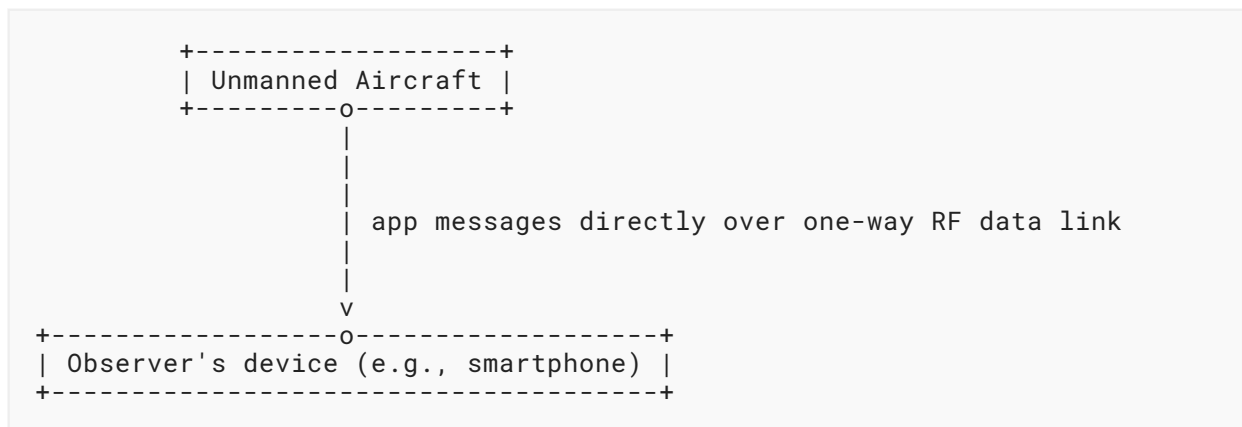 +-------------------+
| Unmanned Aircraft |
+---------o---------+
|
|
|
| app messages directly over one-way RF data link
|
|
v
+------------------o-------------------+
| Observer's device (e.g., smartphone) |
+--------------------------------------+